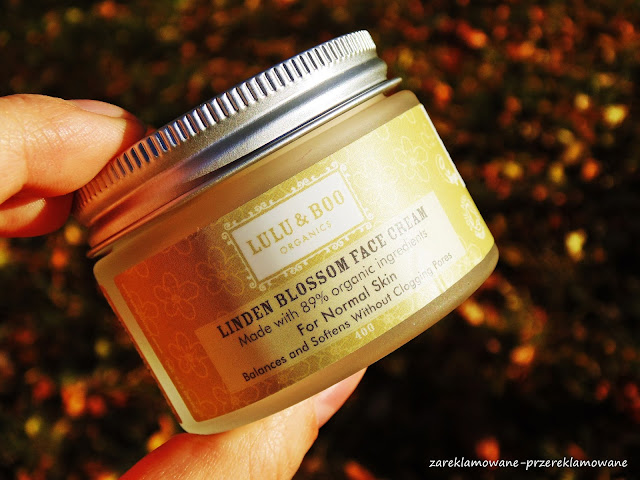 LULU & BOO
ORGANICS
LINDEN BLOSSOM FACE CREAM
Made with 89% organic ingredients
For Normal Skin
Balances and Softens Without Clogging Pores
zareklamowane-przereklamowane